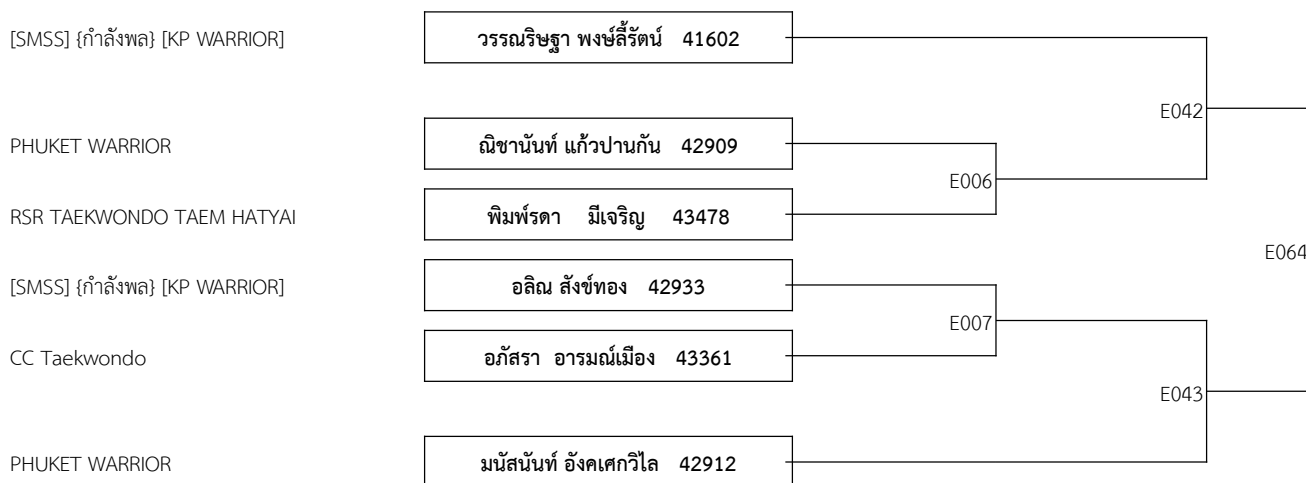 [SMSS] {กำลังพล} [KP WARRIOR] วรรณริษฐา พงษ์ลี้รัตน์ 41602
E042
PHUKET WARRIOR ณิชานันท์ แก้วปานกัน 42909
E006
RSR TAEKWONDO TAEM HATYAI พิมพ์รดา มีเจริญ 43478
E064
[SMSS] {กำลังพล} [KP WARRIOR] อลิณ สังข์ทอง 42933
E007
CC Taekwondo อภัสรา อารมณ์เมือง 43361
E043
PHUKET WARRIOR มนัสนันท์ อังคเศกวิไล 42912